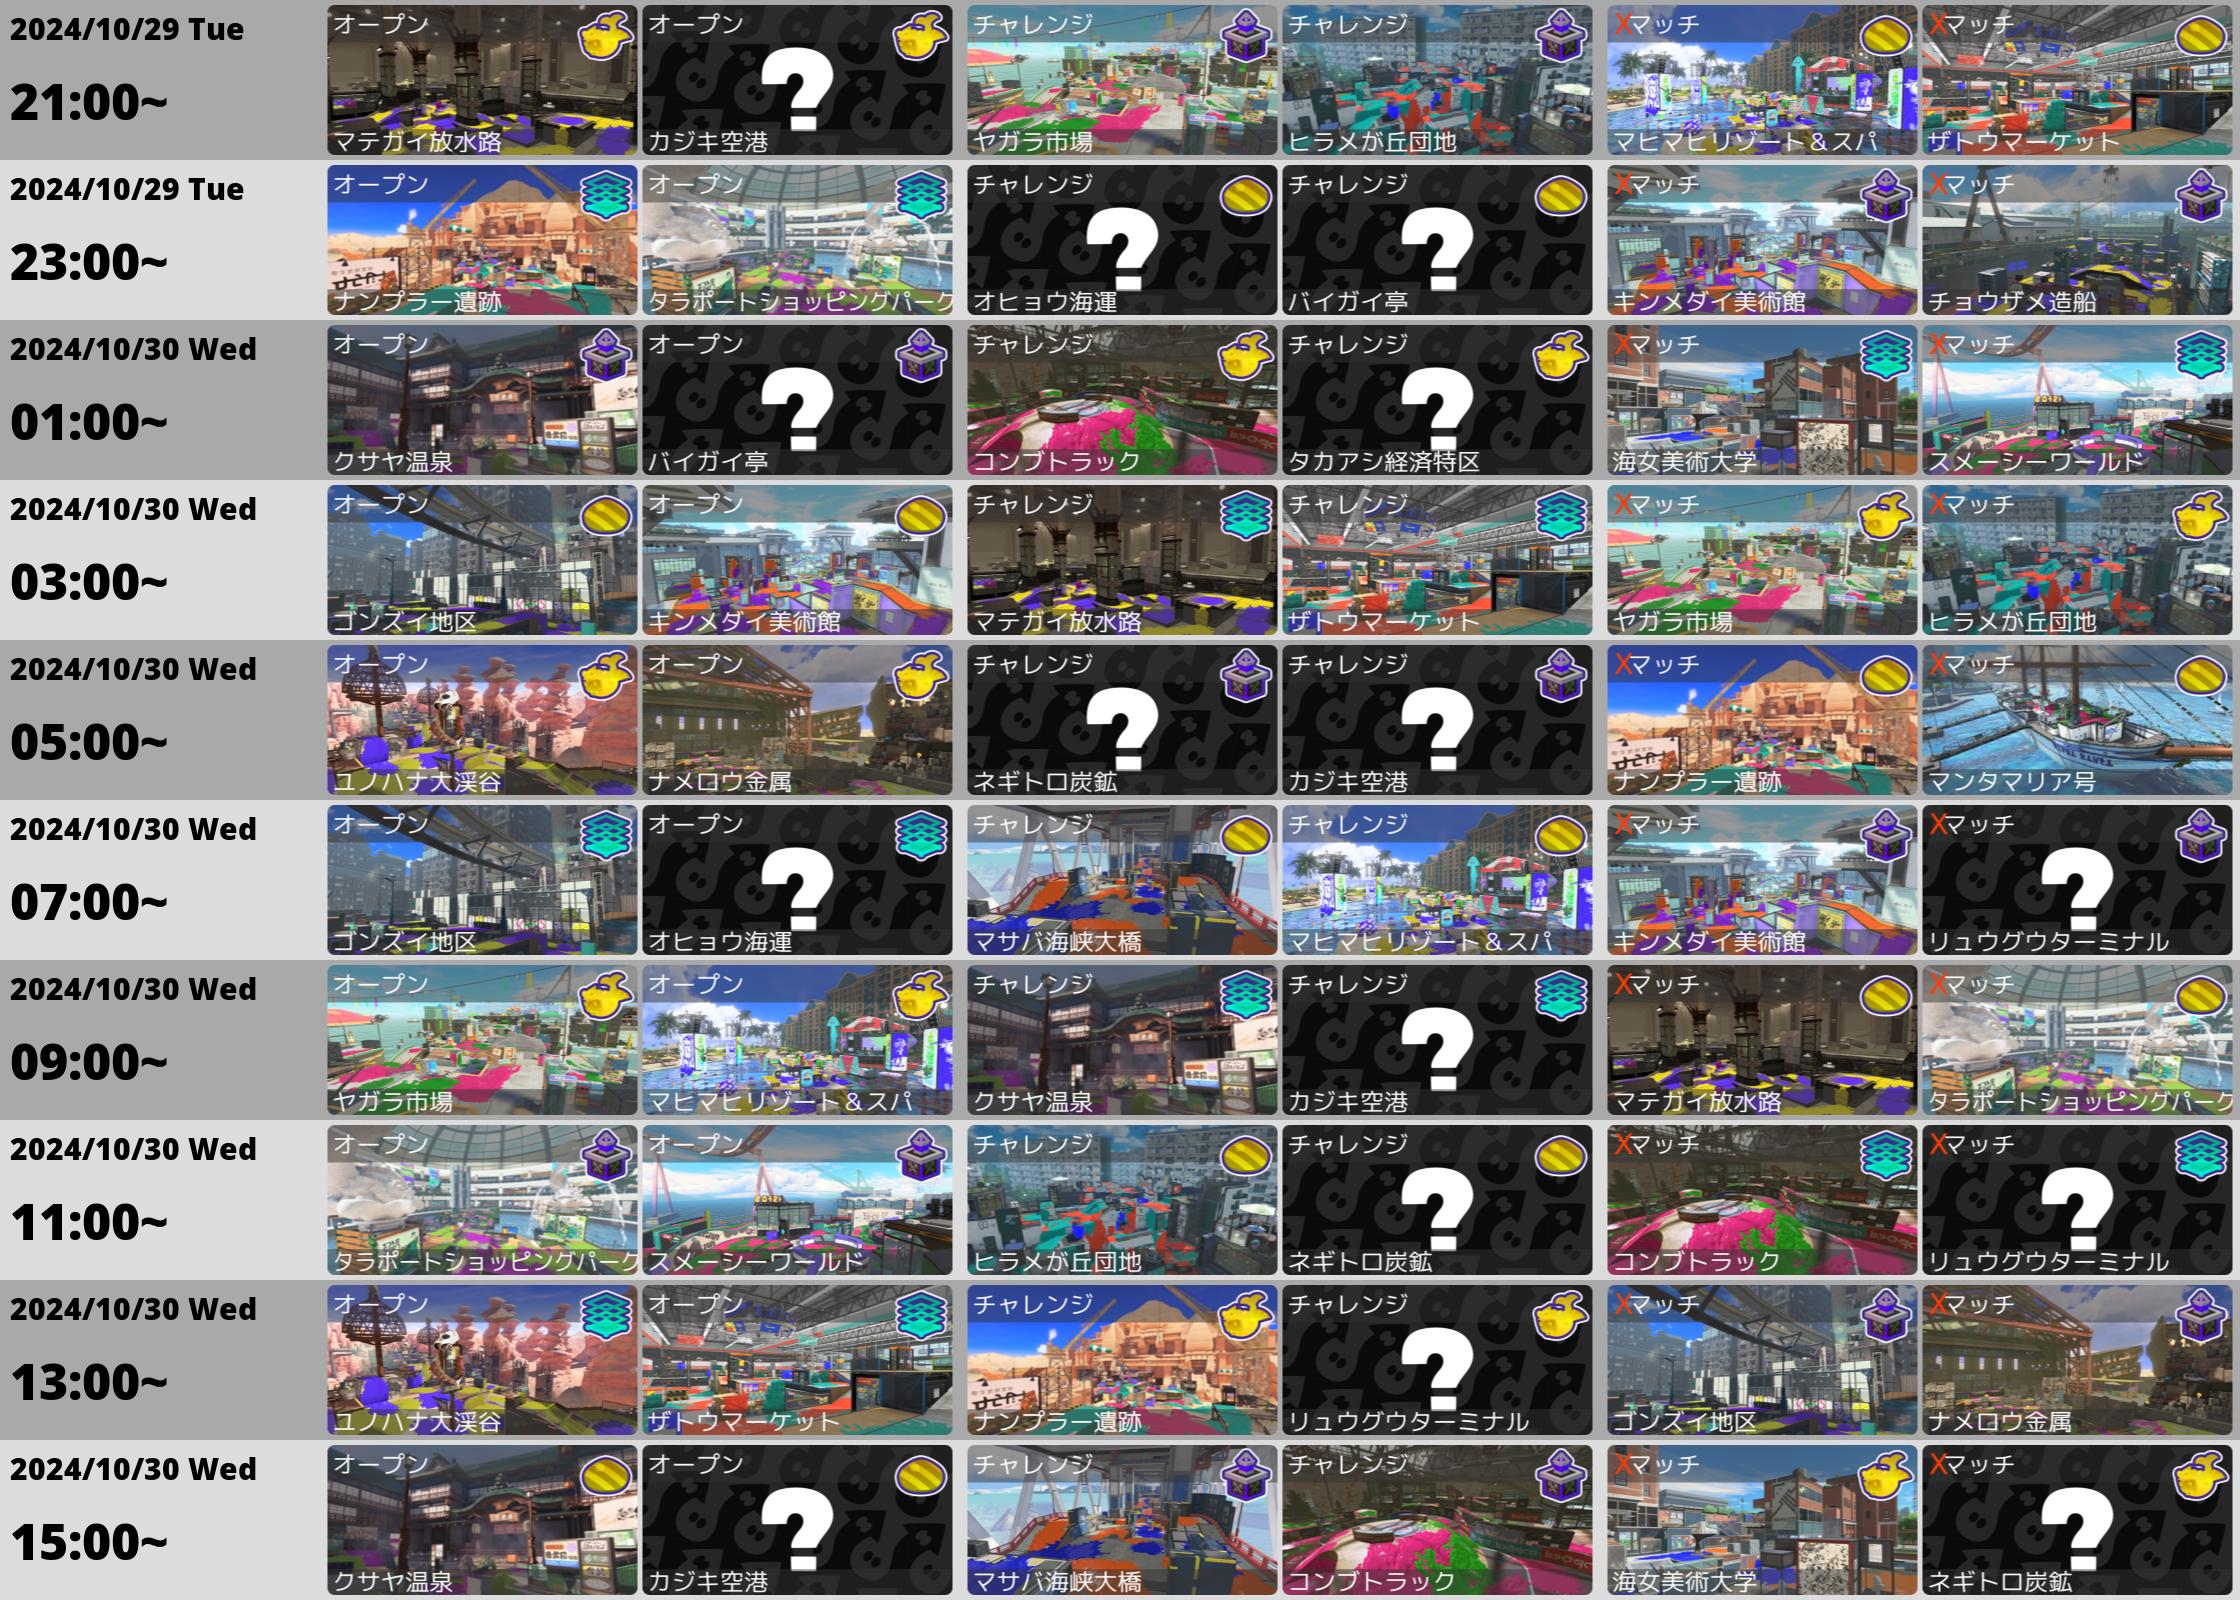 2024/10/29 Tue
21:00~
オープン
マテガイ放水路
オープン
カジキ空港
チャレンジ
ヤガラ市場
チャレンジ
ヒラメが丘団地
Xマッチ
マヒマヒリゾート＆スパ
Xマッチ
ザトウマーケット
2024/10/29 Tue
23:00~
オープン
ナンプラー遺跡
オープン
タラポートショッピングパーク
チャレンジ
オヒョウ海運
チャレンジ
バイガイ亭
Xマッチ
キンメダイ美術館
Xマッチ
チョウザメ造船
2024/10/30 Wed
01:00~
オープン
クサヤ温泉
オープン
バイガイ亭
チャレンジ
コンブトラック
チャレンジ
タカアシ経済特区
Xマッチ
海女美術大学
Xマッチ
スメーシーワールド
2024/10/30 Wed
03:00~
オープン
ゴンズイ地区
オープン
キンメダイ美術館
チャレンジ
マテガイ放水路
チャレンジ
ザトウマーケット
Xマッチ
ヤガラ市場
Xマッチ
ヒラメが丘団地
2024/10/30 Wed
05:00~
オープン
ユノハナ大渓谷
オープン
ナメロウ金属
チャレンジ
ネギトロ炭鉱
チャレンジ
カジキ空港
Xマッチ
ナンプラー遺跡
Xマッチ
マンタマリア号
2024/10/30 Wed
07:00~
オープン
ゴンズイ地区
オープン
オヒョウ海運
チャレンジ
マサバ海峡大橋
チャレンジ
マヒマヒリゾート＆スパ
Xマッチ
キンメダイ美術館
Xマッチ
リュウグウターミナル
2024/10/30 Wed
09:00~
オープン
ヤガラ市場
オープン
マヒマヒリゾート＆スパ
チャレンジ
クサヤ温泉
チャレンジ
カジキ空港
Xマッチ
マテガイ放水路
Xマッチ
タラポートショッピングパーク
2024/10/30 Wed
11:00~
オープン
タラポートショッピングパーク
オープン
スメーシーワールド
チャレンジ
ヒラメが丘団地
チャレンジ
ネギトロ炭鉱
Xマッチ
コンブトラック
Xマッチ
リュウグウターミナル
2024/10/30 Wed
13:00~
オープン
ユノハナ大渓谷
オープン
ザトウマーケット
チャレンジ
ナンプラー遺跡
チャレンジ
リュウグウターミナル
Xマッチ
ゴンズイ地区
Xマッチ
ナメロウ金属
2024/10/30 Wed
15:00~
オープン
クサヤ温泉
オープン
カジキ空港
チャレンジ
マサバ海峡大橋
チャレンジ
コンブトラック
Xマッチ
海女美術大学
Xマッチ
ネギトロ炭鉱